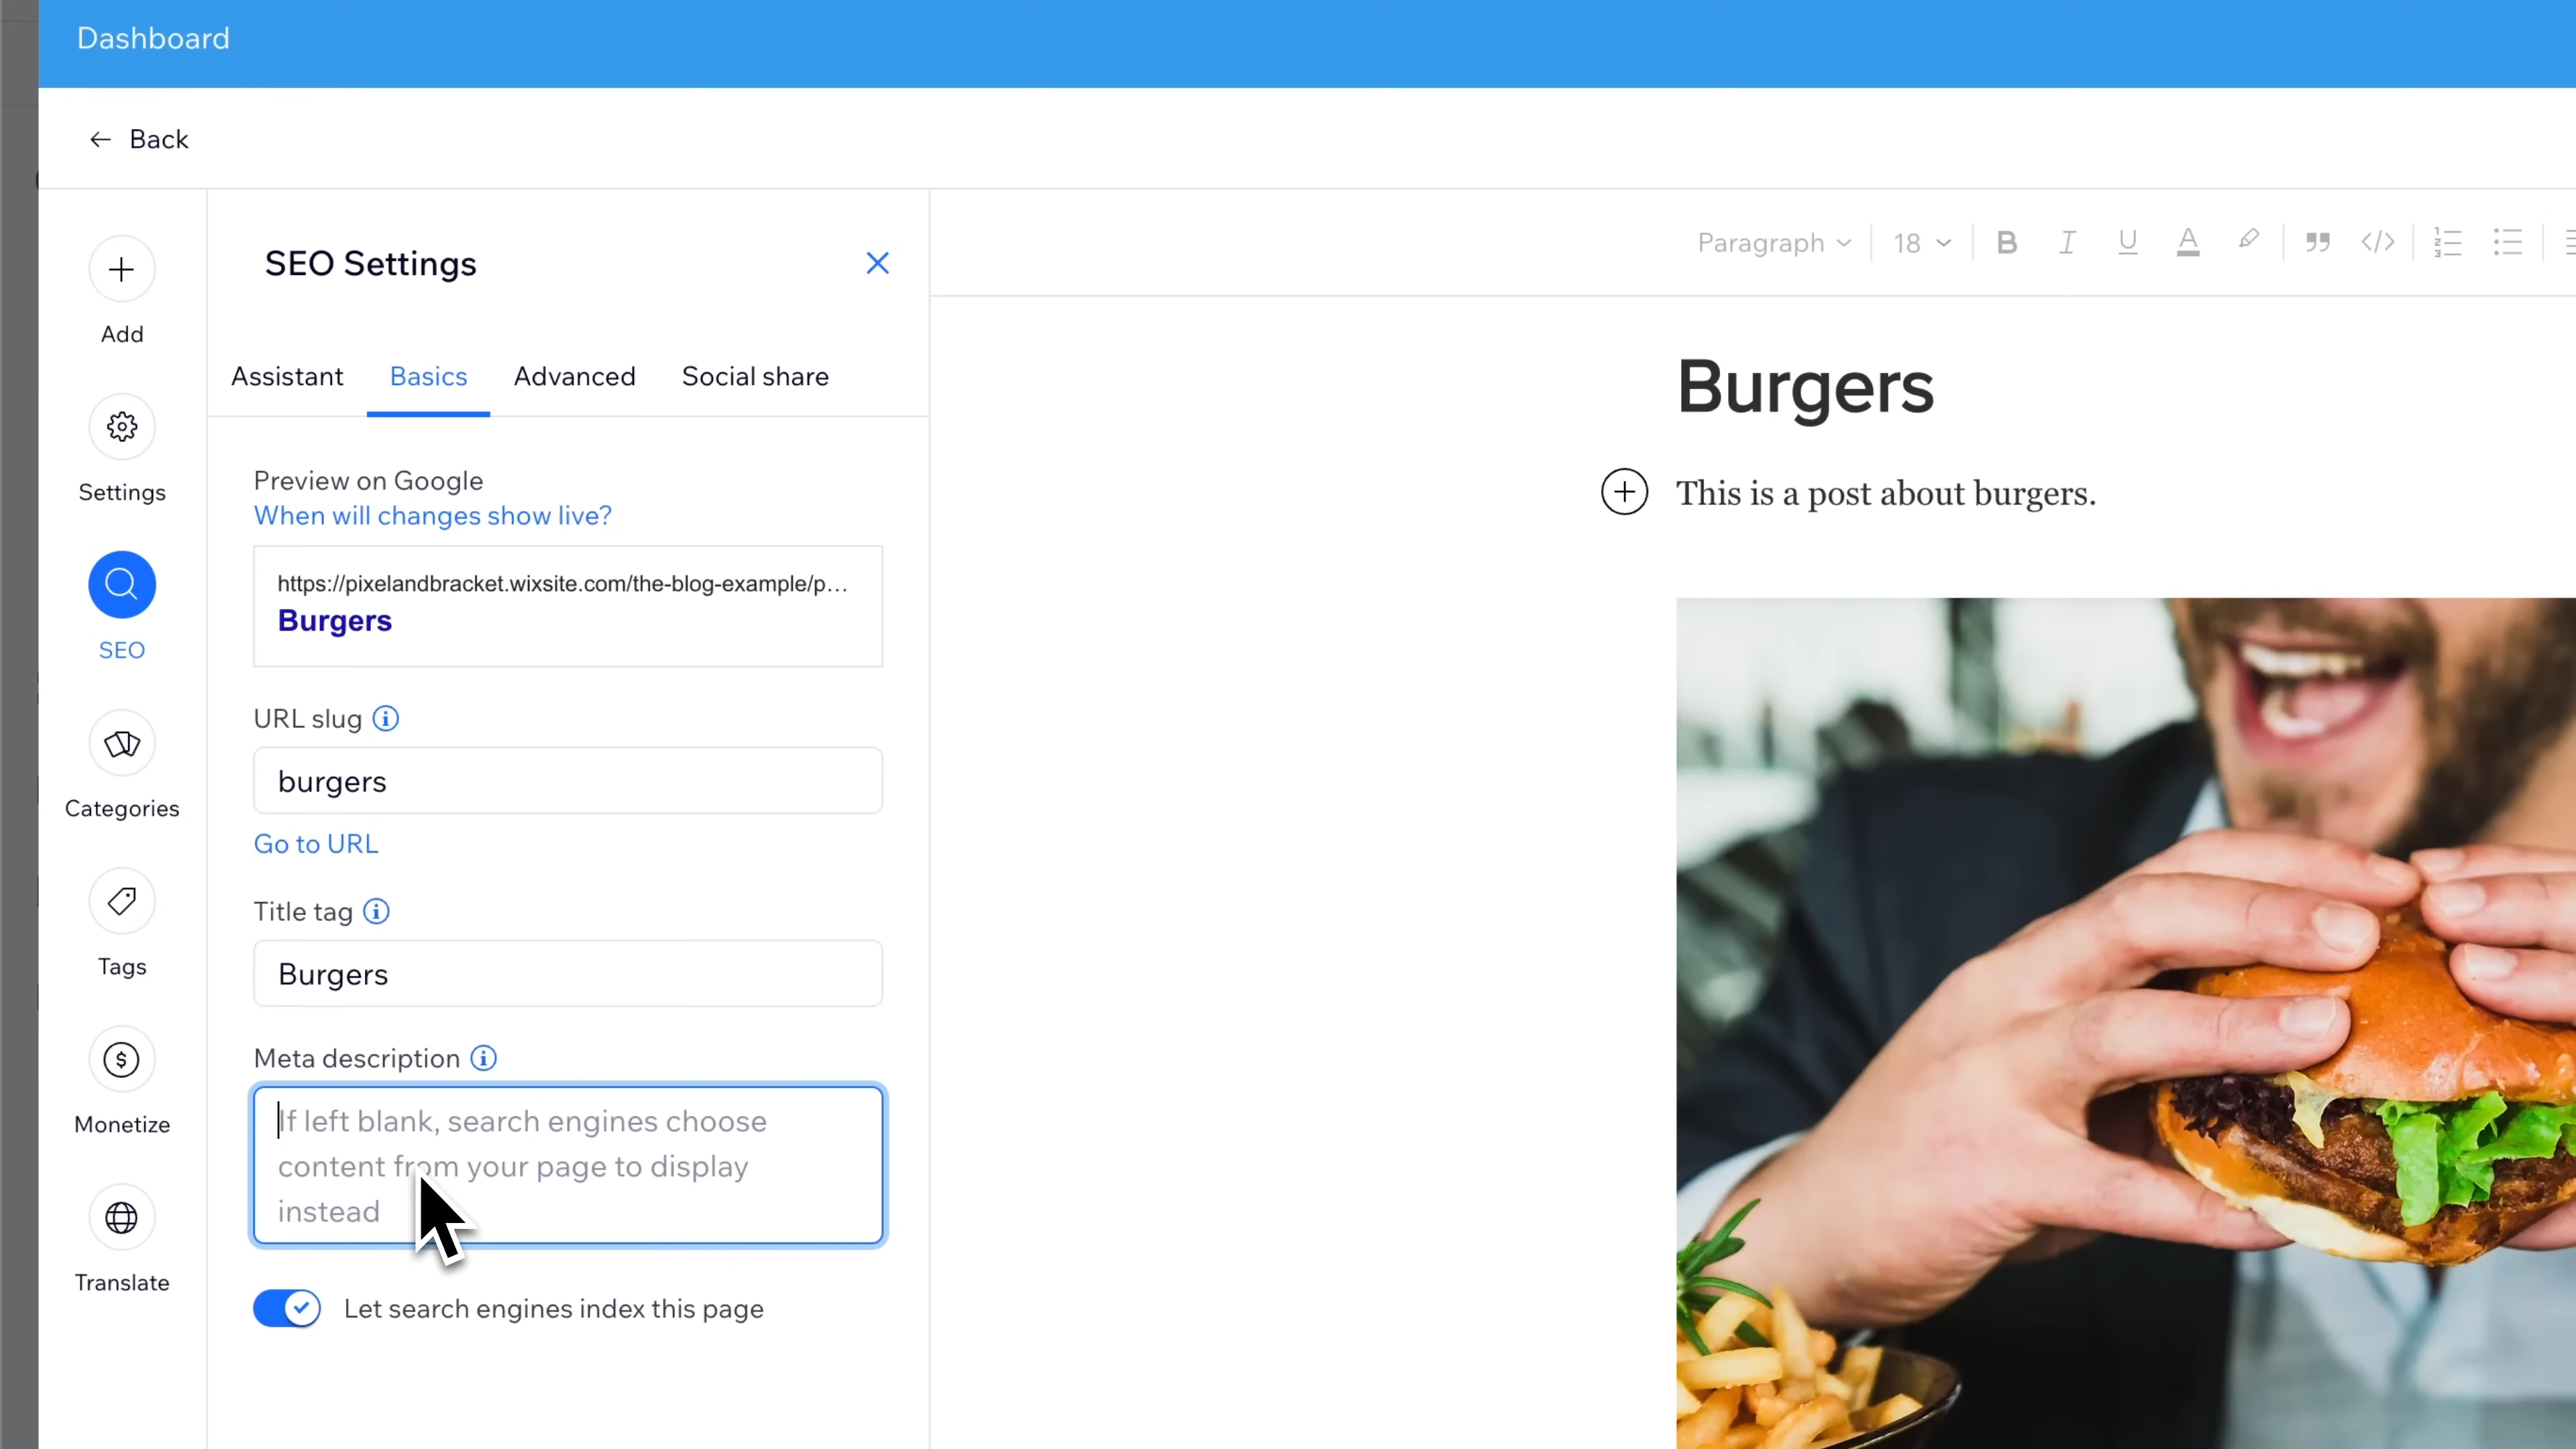 Dashboard
Back
Add
Settings
SEO
Categories
Tags
Monetize
Translate
SEO Settings
Assistant Basics Advanced Social share
Preview on Google
When will changes show live?
https://pixelandbracket.wixsite.com/the-blog-example/p...
Burgers
URL slug
burgers
Go to URL
Title tag
Burgers
Meta description
If left blank, search engines choose
content from your page to display
instead
Let search engines index this page
Paragraph 18 B I U A
Burgers
This is a post about burgers.